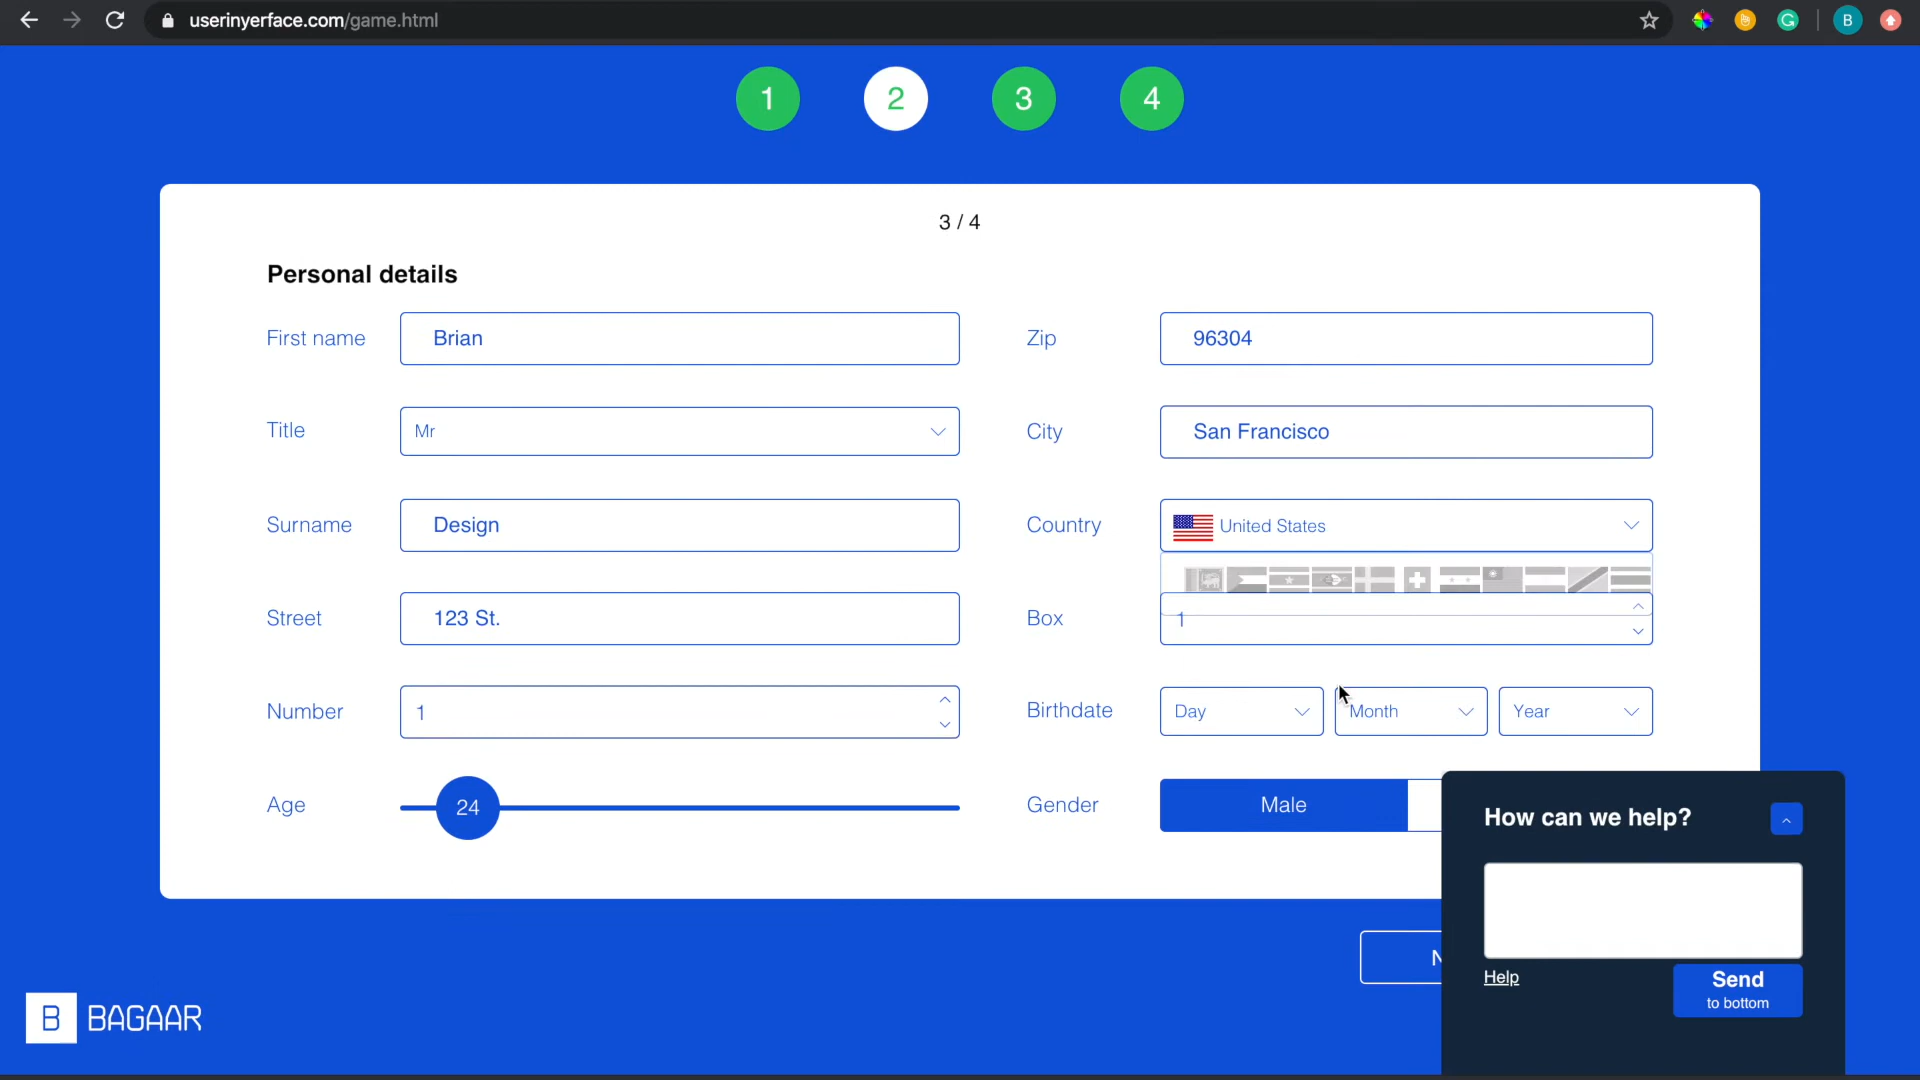 userinyerface.com/game.html
B
1
2
3
4
3 / 4
Personal details
First name
Brian
Zip
96304
Title
Mr
City
San Francisco
Surname
Design
Country
United States
Street
123 St.
Box
1
Number
1
Birthdate
Day
Month
Year
Age
24
Gender
Male
How can we help?
Help
Send
to bottom
B BAGAAR